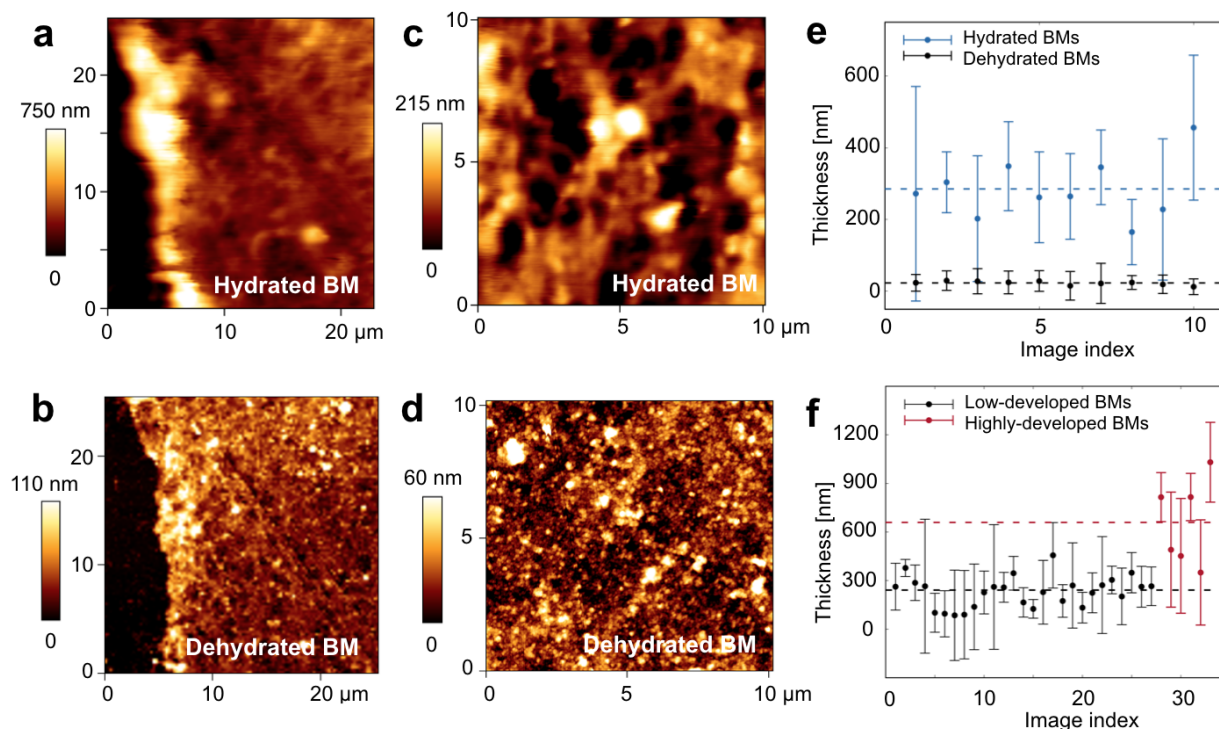 a
750 nm
0
20
10
0
0
10
20 μm
Hydrated BM
c
215 nm
0
10
5
0
0
5
10 μm
Hydrated BM
e
Hydrated BMs
Dehydrated BMs
Thickness [nm]
600
400
200
0
0
5
10
Image index
b
110 nm
0
20
10
0
0
10
20 μm
Dehydrated BM
d
60 nm
0
10
5
0
0
5
10 μm
Dehydrated BM
f
Low-developed BMs
Highly-developed BMs
Thickness [nm]
1200
900
600
300
0
0
10
20
30
Image index